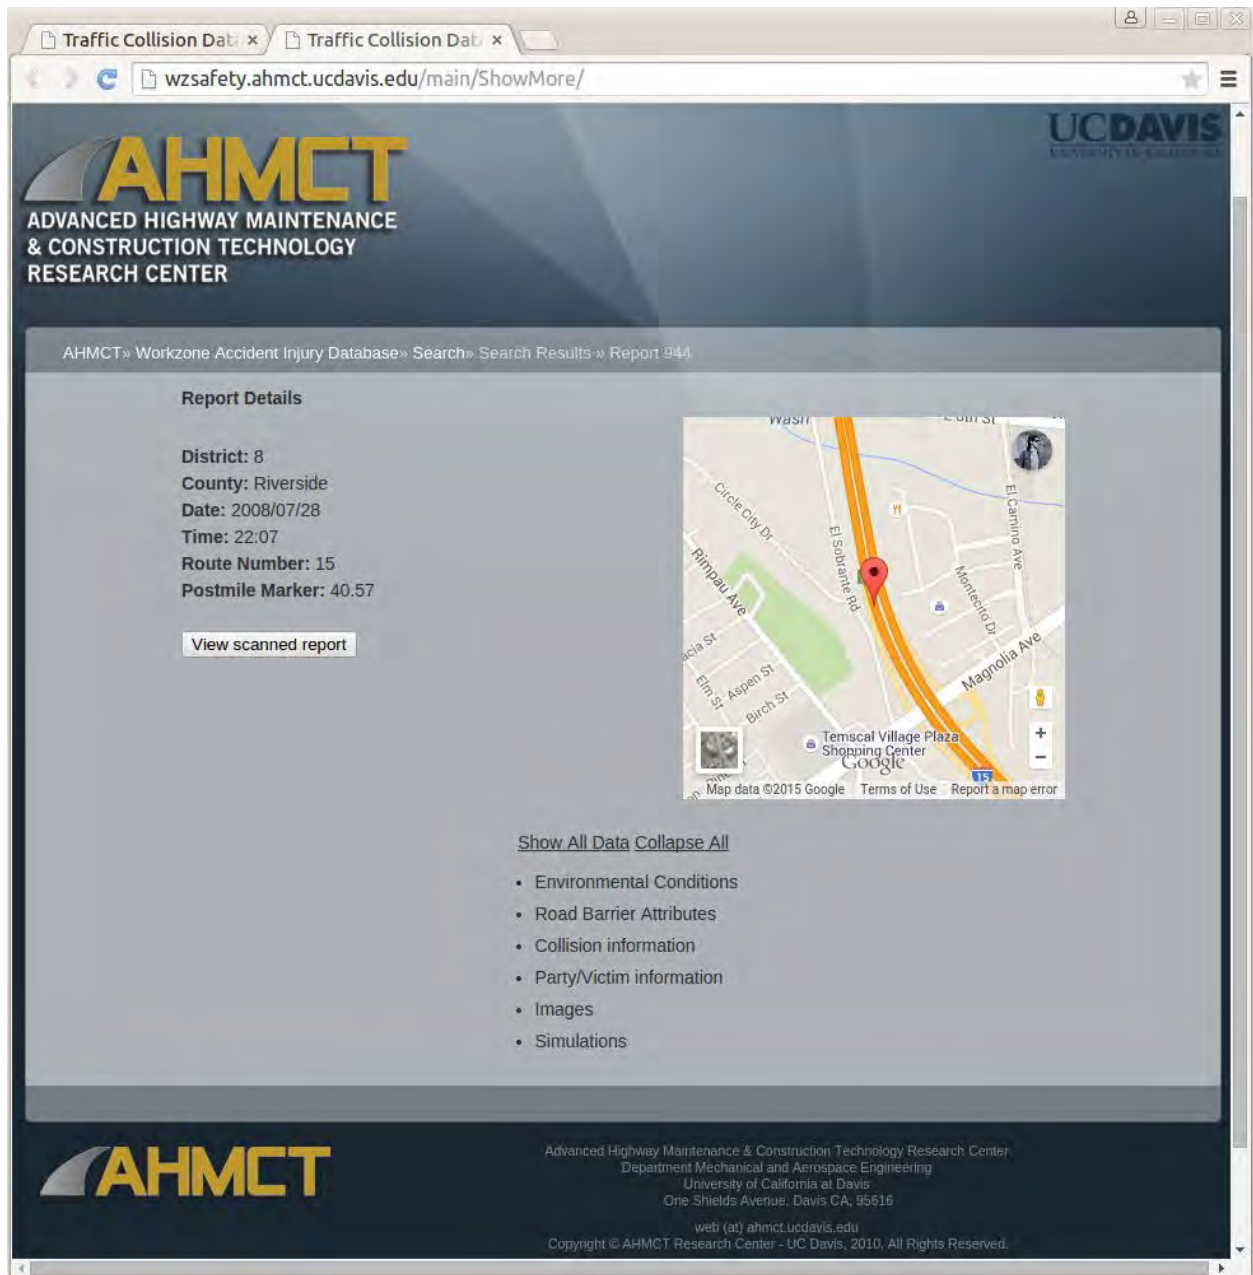 Traffic Collision Dat
Traffic Collision Dat
wzsafety.ahmct.ucdavis.edu/main/ShowMore/
UCDAVIS
UNIVERSITY OF CALIFORNIA
AHMCT
ADVANCED HIGHWAY MAINTENANCE
& CONSTRUCTION TECHNOLOGY
RESEARCH CENTER
AHMCT» Workzone Accident Injury Database» Search» Search Results » Report 944
Report Details
District: 8
County: Riverside
Date: 2008/07/28
Time: 22:07
Route Number: 15
Postmile Marker: 40.57
View scanned report
Wash
Circle City Dr
El Camino Ave
El Sobrante Rd
Rimpau Ave
Montecito Dr
Magnolia Ave
acia St
Elm St
Aspen St
Birch St
Temscal Village Plaza
Shopping Center
Google
15
+
−
Map data ©2015 Google Terms of Use Report a map error
Show All Data Collapse All
• Environmental Conditions
• Road Barrier Attributes
• Collision information
• Party/Victim information
• Images
• Simulations
AHMCT
Advanced Highway Maintenance & Construction Technology Research Center
Department Mechanical and Aerospace Engineering
University of California at Davis
One Shields Avenue, Davis CA, 95616
web (at) ahmct.ucdavis.edu
Copyright © AHMCT Research Center - UC Davis, 2010. All Rights Reserved.